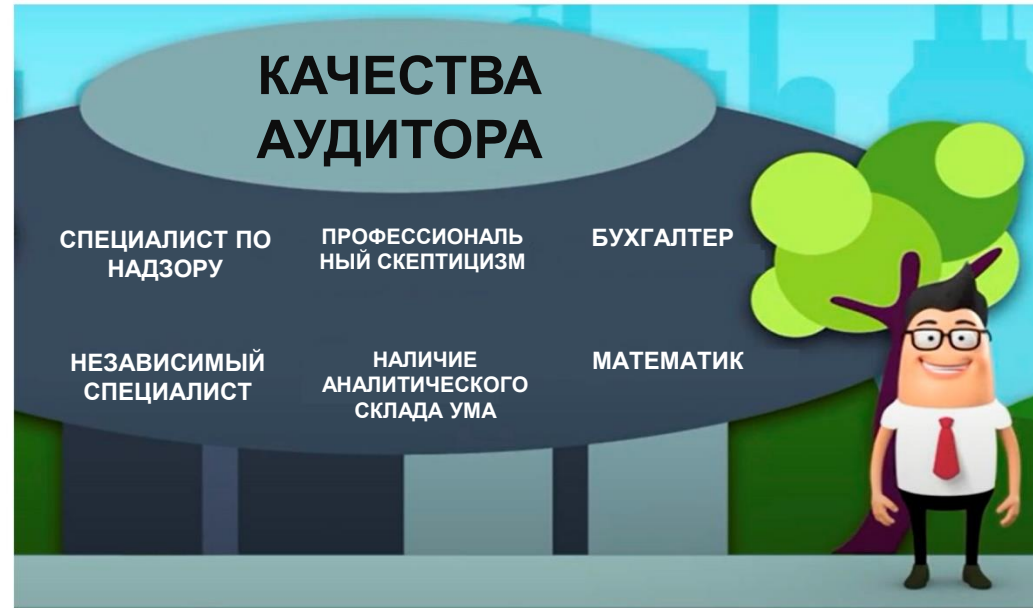 КАЧЕСТВА
АУДИТОРА
СПЕЦИАЛИСТ ПО
НАДЗОРУ
ПРОФЕССИОНАЛЬ
НЫЙ СКЕПТИЦИЗМ
БУХГАЛТЕР
НЕЗАВИСИМЫЙ
СПЕЦИАЛИСТ
НАЛИЧИЕ
АНАЛИТИЧЕСКОГО
СКЛАДА УМА
МАТЕМАТИК